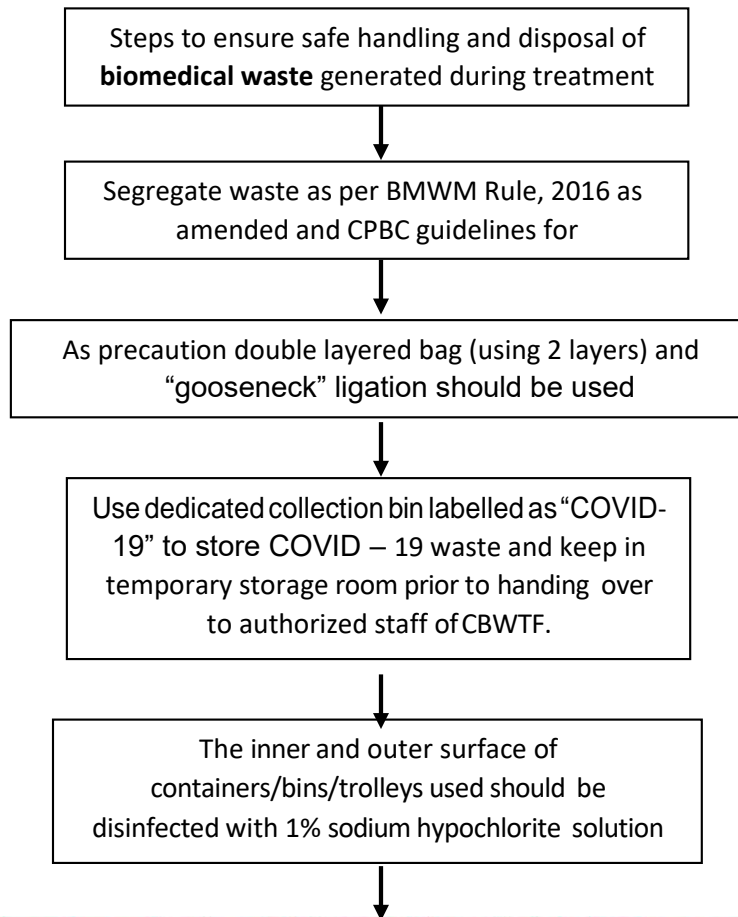 Steps to ensure safe handling and disposal of
biomedical waste generated during treatment
Segregate waste as per BMWM Rule, 2016 as
amended and CPBC guidelines for
As precaution double layered bag (using 2 layers) and
“gooseneck” ligation should be used
Use dedicated collection bin labelled as “COVID-
19” to store COVID – 19 waste and keep in
temporary storage room prior to handing over
to authorized staff of CBWTF.
The inner and outer surface of
containers/bins/trolleys used should be
disinfected with 1% sodium hypochlorite solution